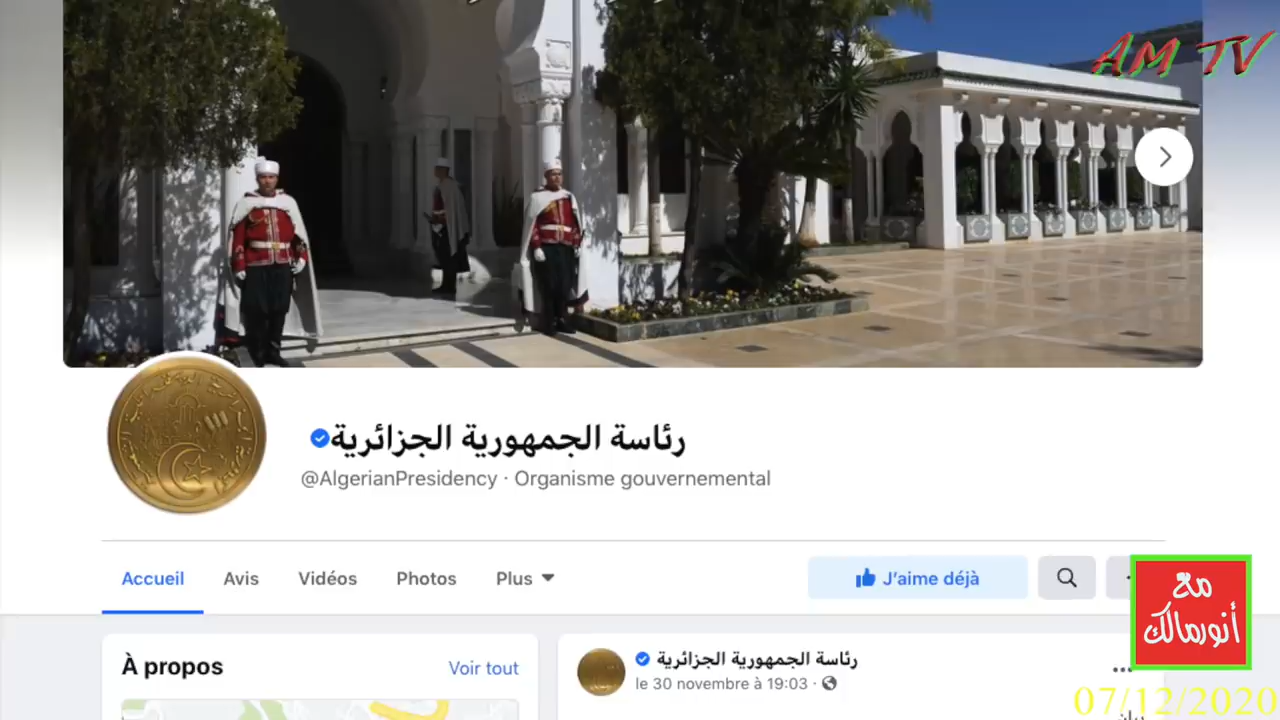 AM TV
رئاسة الجمهورية الجزائرية
@AlgerianPresidency · Organisme gouvernemental
Accueil Avis Vidéos Photos Plus
J'aime déjà
مع
أنورمالك
À propos
Voir tout
رئاسة الجمهورية الجزائرية
le 30 novembre à 19:03 ·
07/12/2020